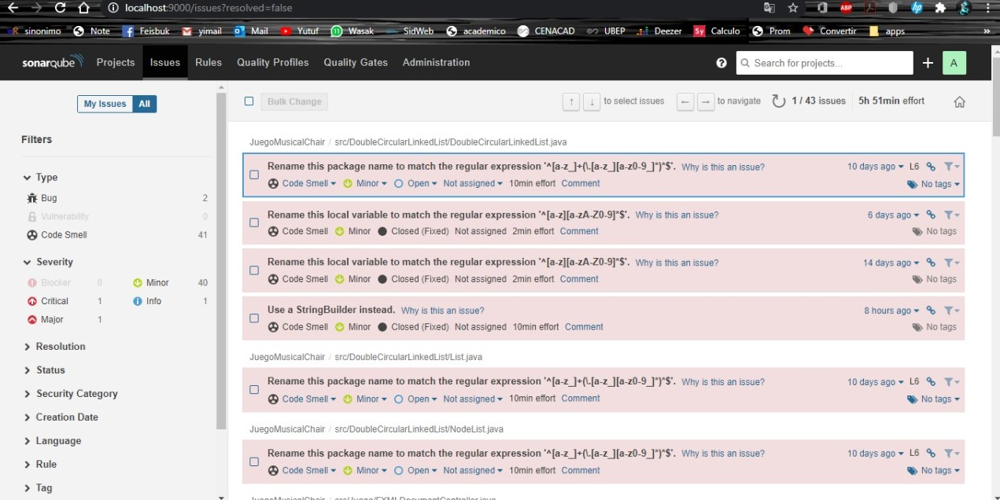 localhost:9000/issues?resolved=false
ABP
hp
sinonimo Note Feisbuk yimail Mail Yutuf Wasak SidWeb academico CENACAD UBEP Deezer Sy Calculo Prom Convertir apps »
sonarqube Projects Issues Rules Quality Profiles Quality Gates Administration ? Search for projects... + A
My Issues All
Bulk Change ↑ ↓ to select issues ← → to navigate 1 / 43 issues 5h 51min effort
Filters
Type
Bug 2
Vulnerability 0
Code Smell 41
Severity
Blocker 0 Minor 40
Critical 1 Info 1
Major 1
Resolution
Status
Security Category
Creation Date
Language
Rule
Tag
JuegoMusicalChair / src/DoubleCircularLinkedList/DoubleCircularLinkedList.java
Rename this package name to match the regular expression '^[a-z_]+(\.[a-z_][a-z0-9_]*)*$'. Why is this an issue? 10 days ago L6
Code Smell Minor Open Not assigned 10min effort Comment No tags
Rename this local variable to match the regular expression '^[a-z][a-zA-Z0-9]*$'. Why is this an issue? 6 days ago
Code Smell Minor Closed (Fixed) Not assigned 2min effort Comment No tags
Rename this local variable to match the regular expression '^[a-z][a-zA-Z0-9]*$'. Why is this an issue? 14 days ago
Code Smell Minor Closed (Fixed) Not assigned 2min effort Comment No tags
Use a StringBuilder instead. Why is this an issue? 8 hours ago
Code Smell Minor Closed (Fixed) Not assigned 10min effort Comment No tags
JuegoMusicalChair / src/DoubleCircularLinkedList/List.java
Rename this package name to match the regular expression '^[a-z_]+(\.[a-z_][a-z0-9_]*)*$'. Why is this an issue? 10 days ago L6
Code Smell Minor Open Not assigned 10min effort Comment No tags
JuegoMusicalChair / src/DoubleCircularLinkedList/NodeList.java
Rename this package name to match the regular expression '^[a-z_]+(\.[a-z_][a-z0-9_]*)*$'. Why is this an issue? 10 days ago L6
Code Smell Minor Open Not assigned 10min effort Comment No tags
JuegoMusicalChair / src/Juego/FXMLDocumentController.java